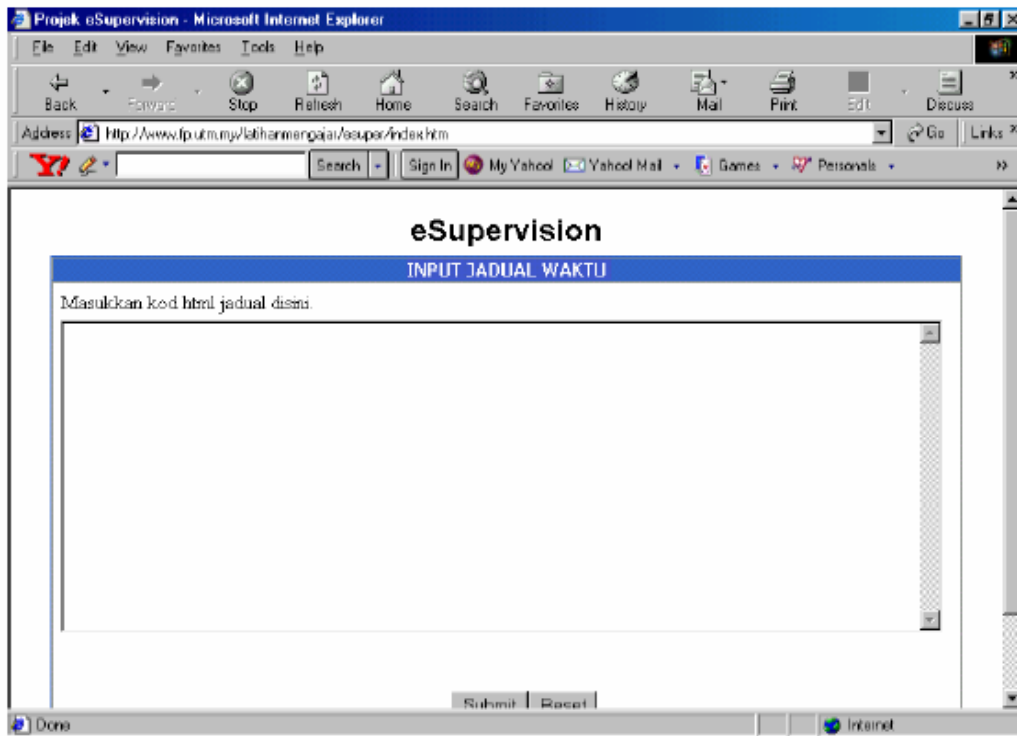 Projek eSupervision - Microsoft Internet Explorer
File Edit View Favorites Tools Help
Back Forward Stop Refresh Home Search Favorites History Mail Print Edit Discuss
Address http://www.fp.utm.my/latihanmengajar/esuper/index.htm Go Links
Y! Search Sign In My Yahoo! Yahoo! Mail Games Personals
eSupervision
INPUT JADUAL WAKTU
Masukkan kod html jadual disini.
Submit Reset
Done Internet